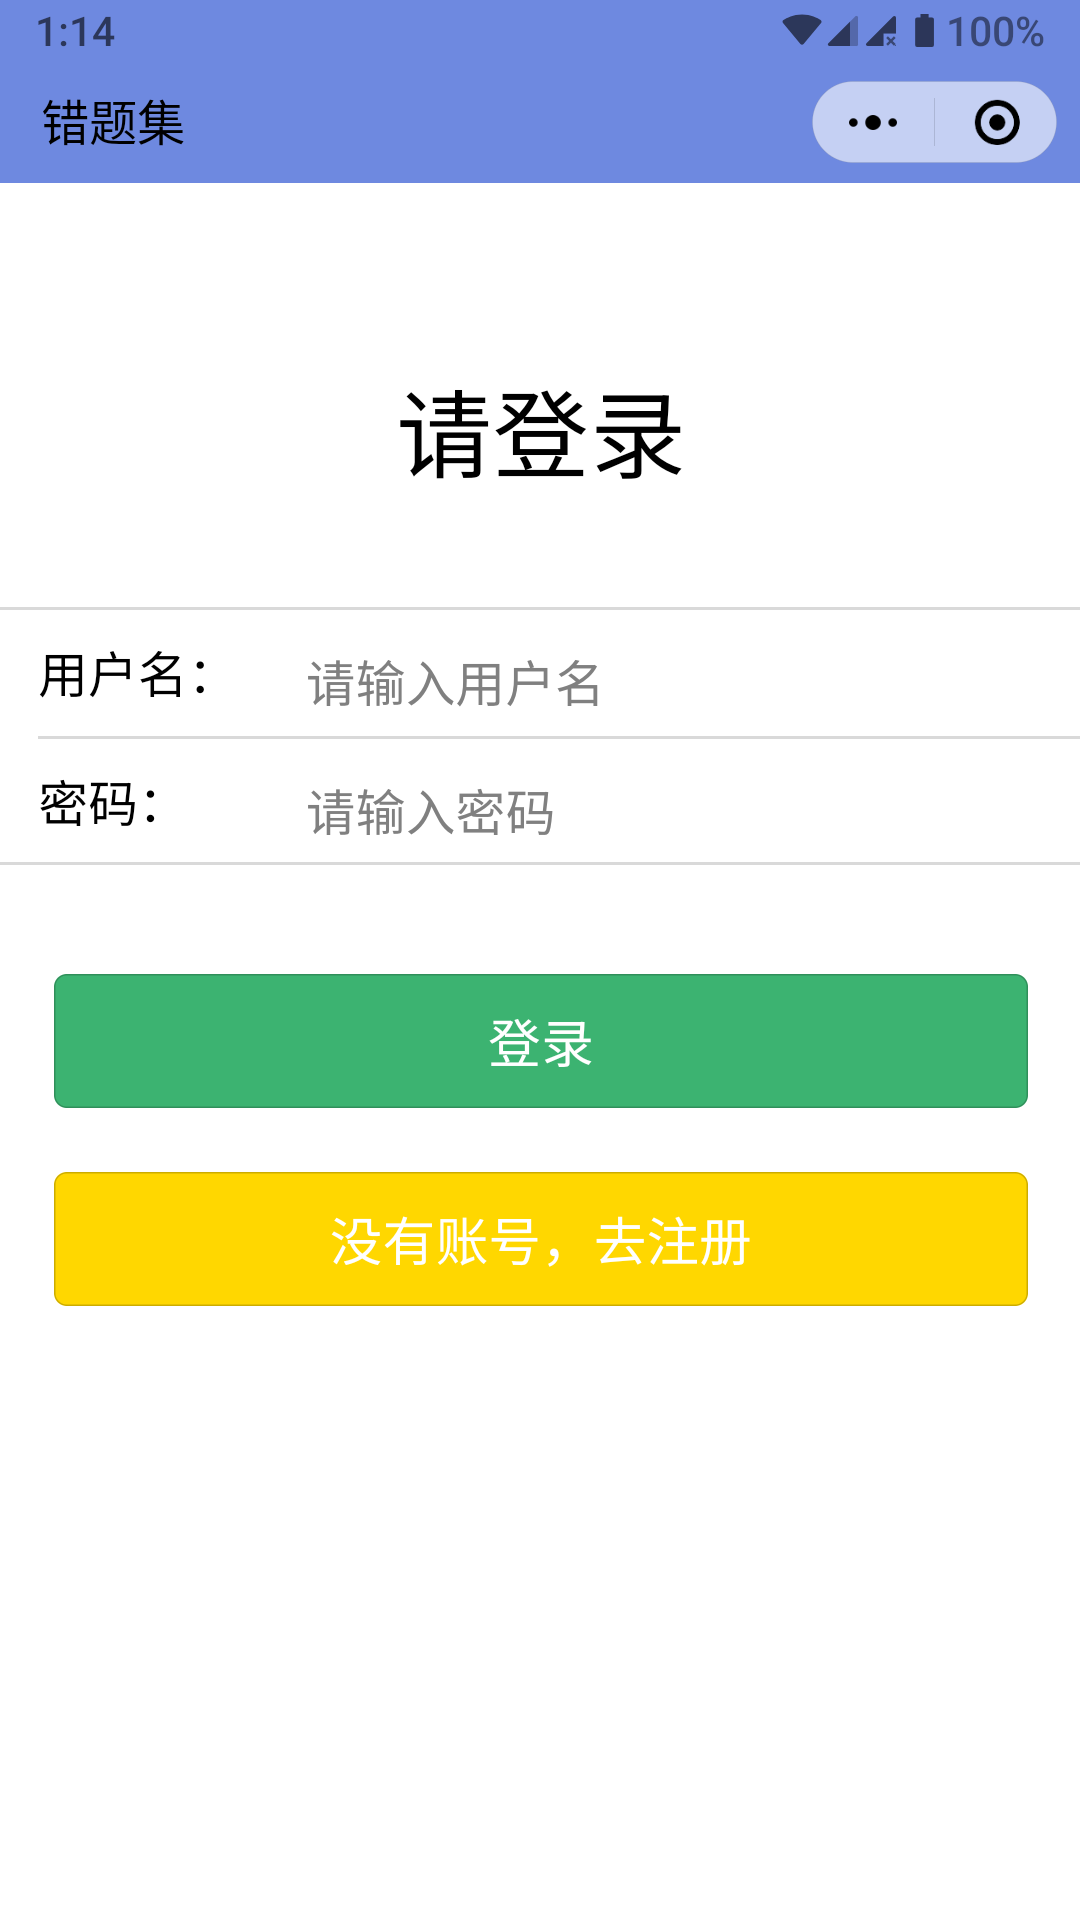 1:14 100%
错题集
请登录
用户名： 请输入用户名
密码： 请输入密码
登录
没有账号，去注册